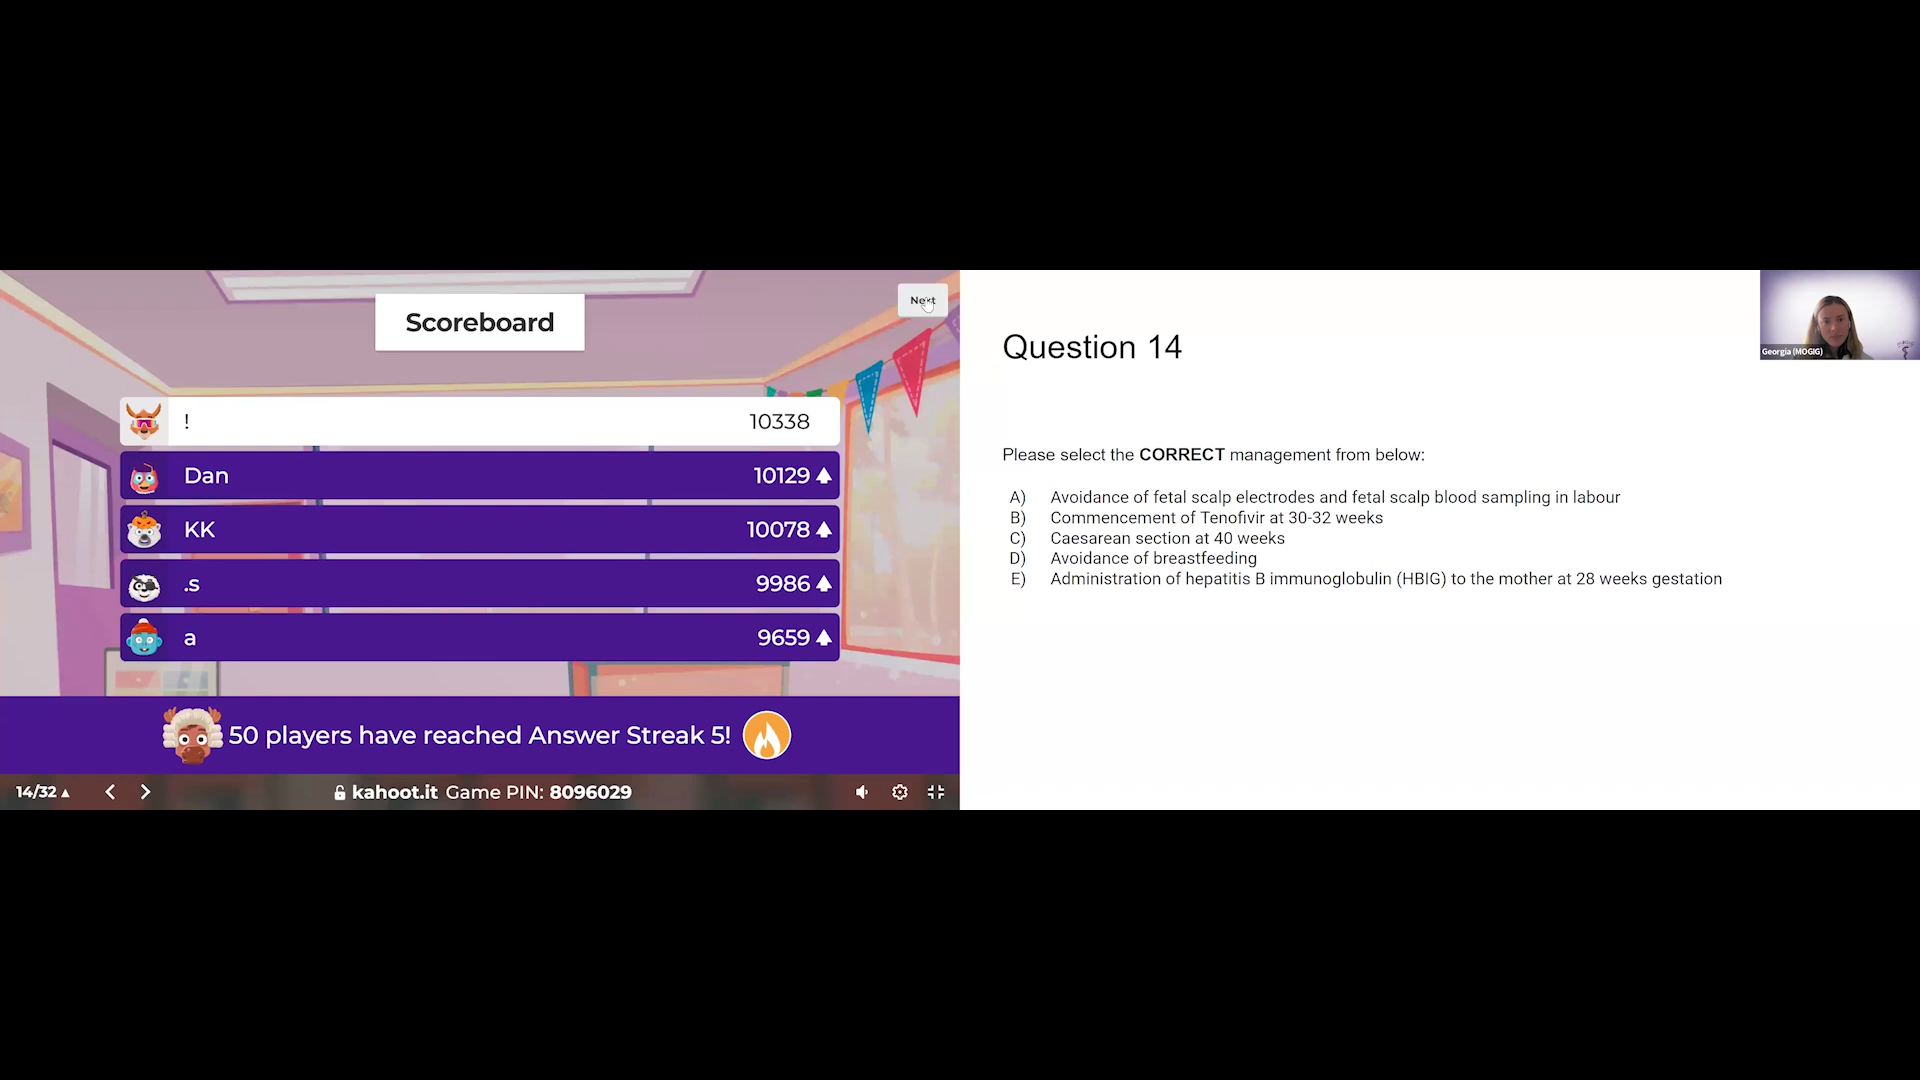 Scoreboard
Next
! 10338
Dan 10129
KK 10078
.s 9986
a 9659
50 players have reached Answer Streak 5!
14/32
kahoot.it Game PIN: 8096029
Question 14
Please select the CORRECT management from below:
A) Avoidance of fetal scalp electrodes and fetal scalp blood sampling in labour
B) Commencement of Tenofivir at 30-32 weeks
C) Caesarean section at 40 weeks
D) Avoidance of breastfeeding
E) Administration of hepatitis B immunoglobulin (HBIG) to the mother at 28 weeks gestation
Georgia (MOGIG)